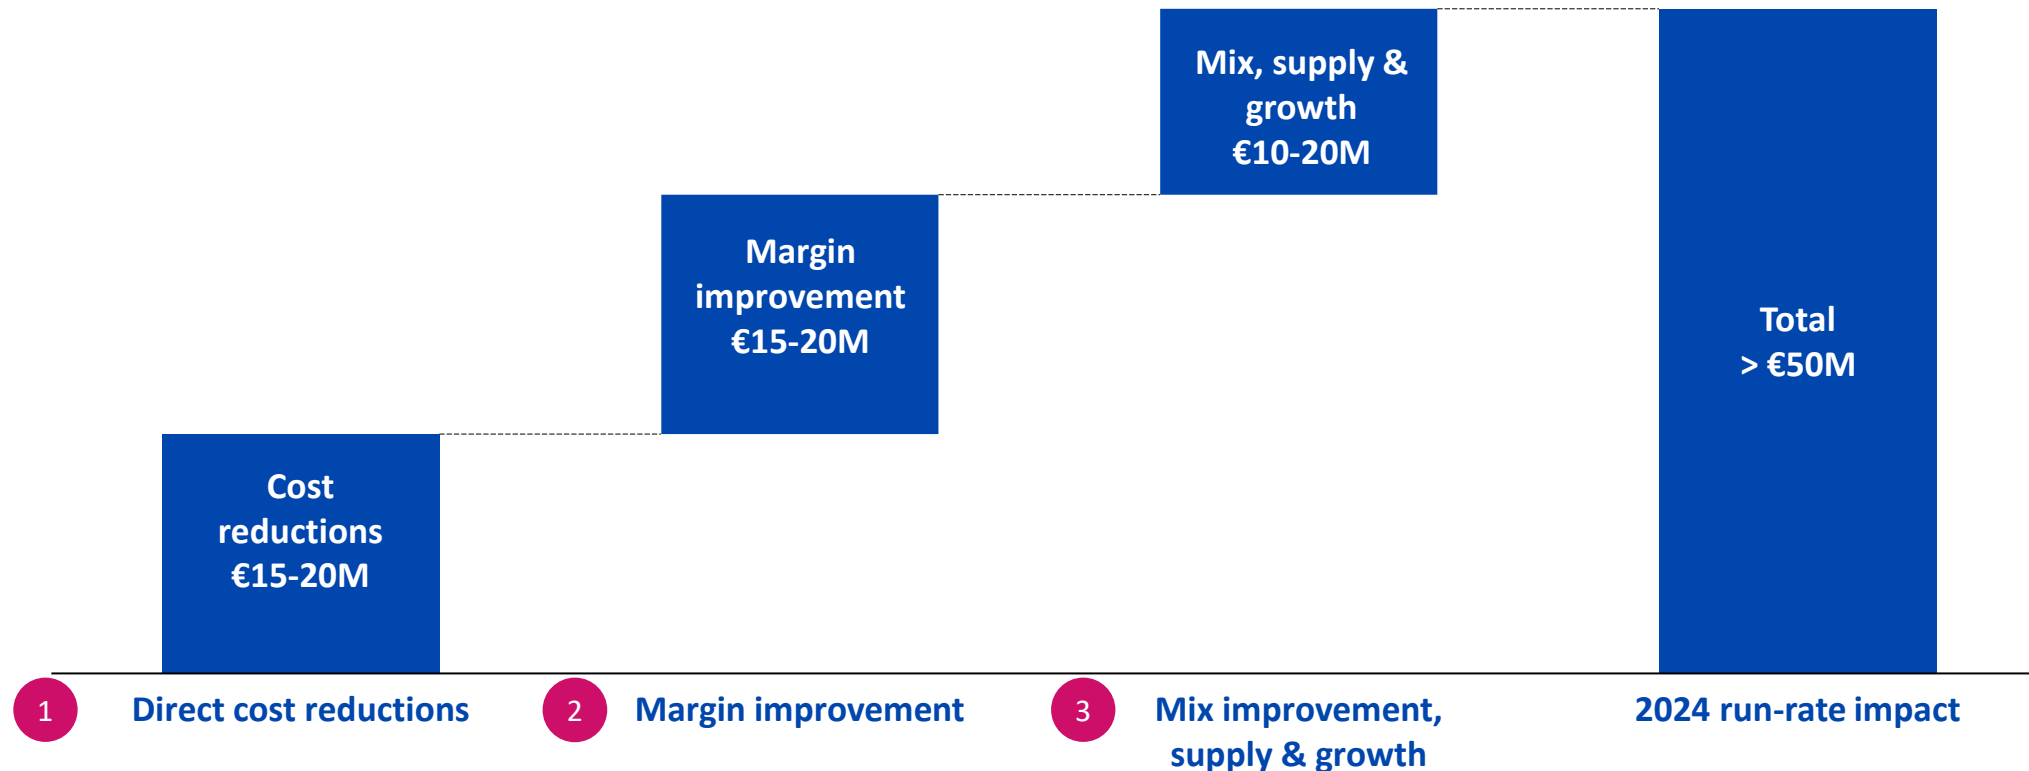 Mix, supply &
growth
€10-20M
Margin
improvement
€15-20M
Total
> €50M
Cost
reductions
€15-20M
1
Direct cost reductions
2
Margin improvement
3
Mix improvement,
supply & growth
2024 run-rate impact